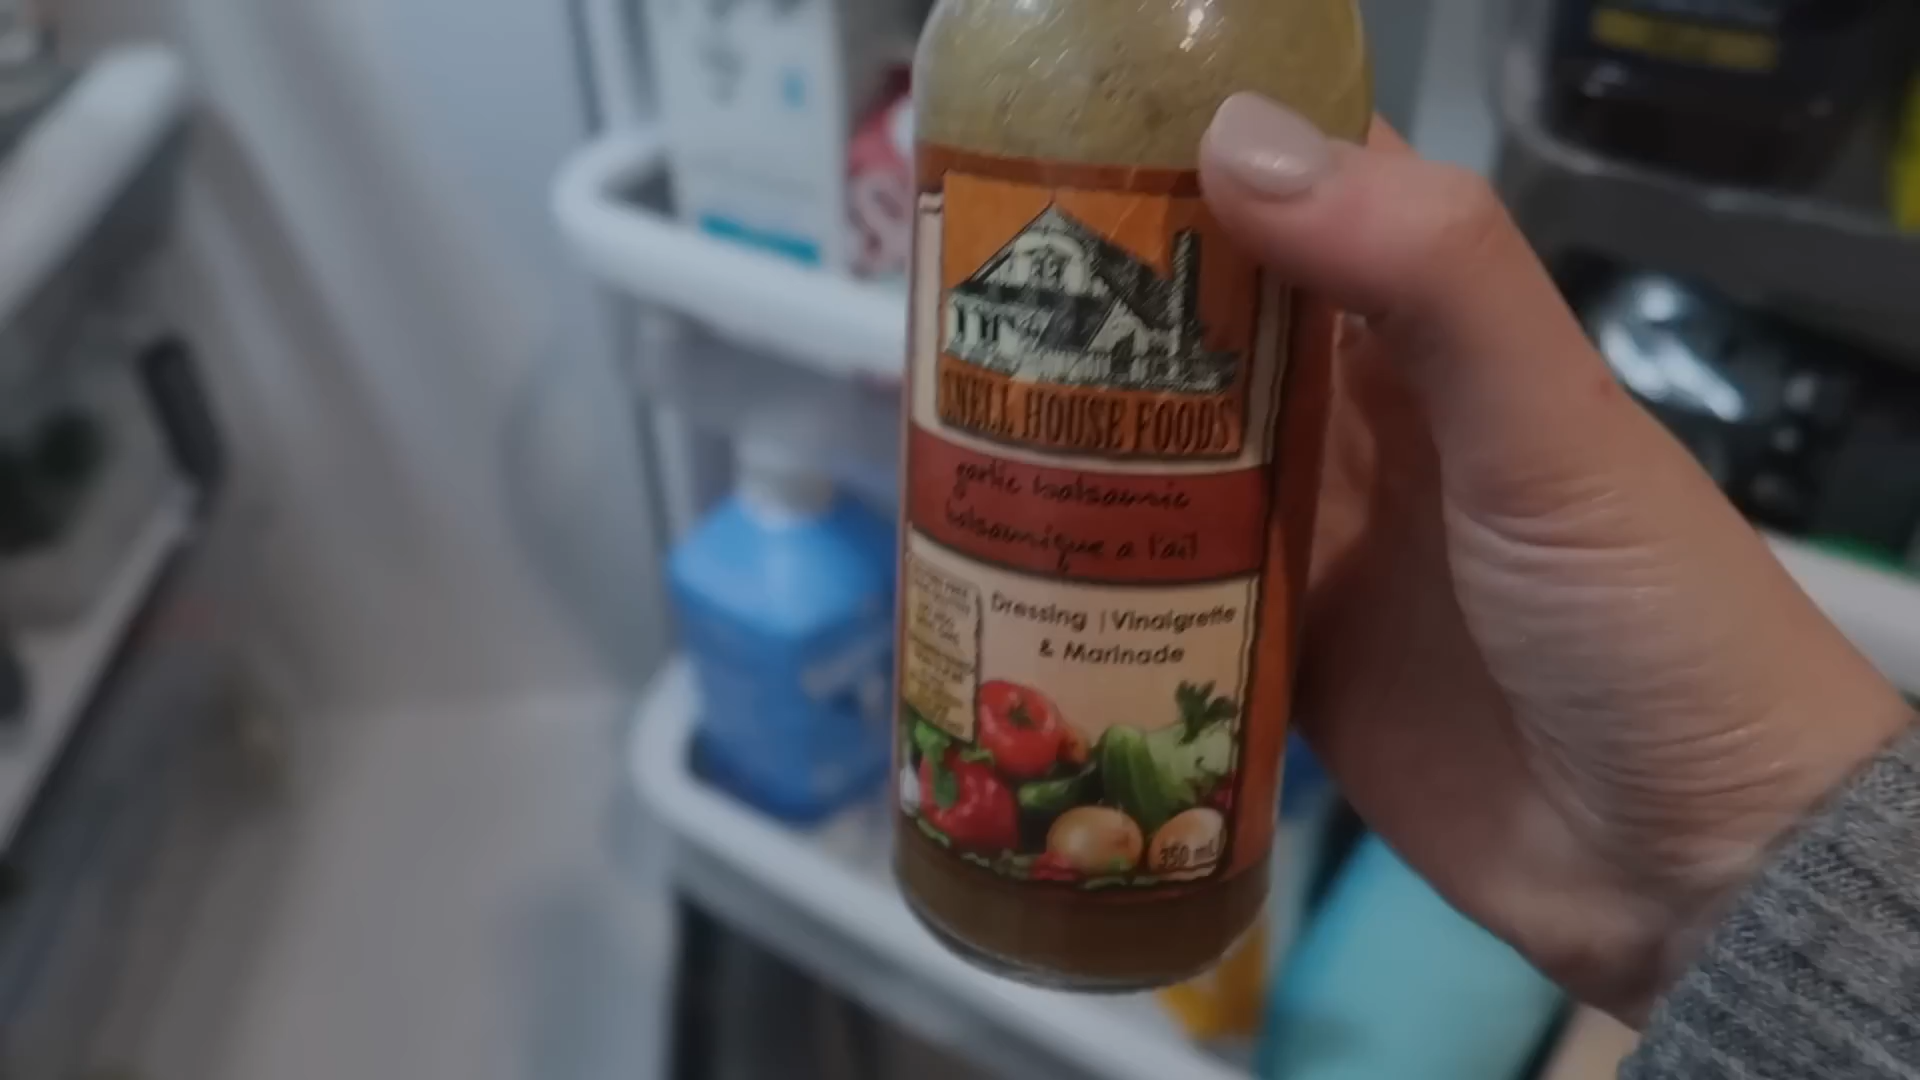 SNELL HOUSE FOODS
garlic balsamic
balsamique a l'ail
Dressing | Vinaigrette
& Marinade
350 mL